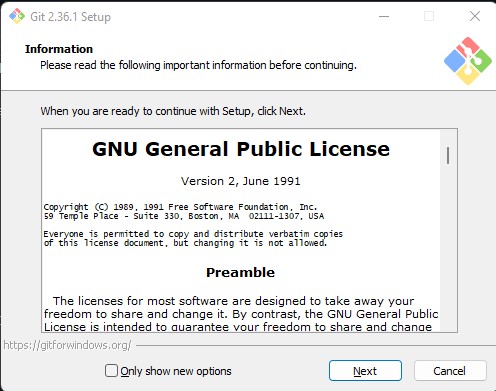 Git 2.36.1 Setup
Information
Please read the following important information before continuing.
When you are ready to continue with Setup, click Next.
GNU General Public License
Version 2, June 1991
Copyright (C) 1989, 1991 Free Software Foundation, Inc.
59 Temple Place - Suite 330, Boston, MA  02111-1307, USA
Everyone is permitted to copy and distribute verbatim copies
of this license document, but changing it is not allowed.
Preamble
The licenses for most software are designed to take away your
freedom to share and change it. By contrast, the GNU General Public
License is intended to guarantee your freedom to share and change
https://gitforwindows.org/
Only show new options
Next
Cancel